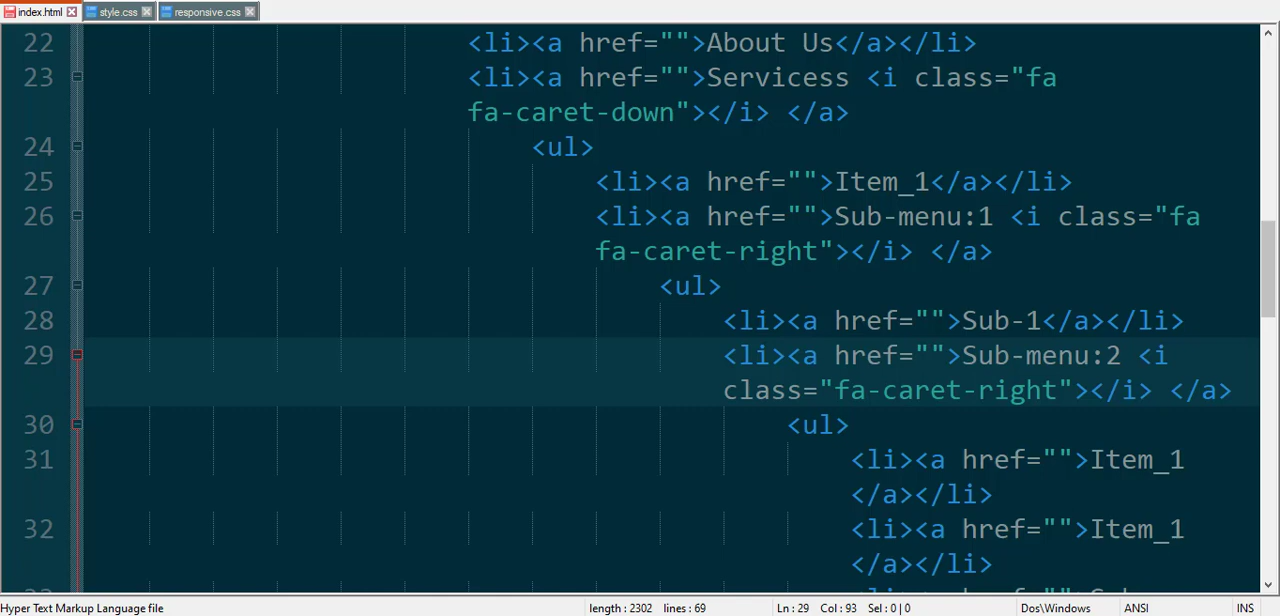 index.html style.css responsive.css
22 <li><a href="">About Us</a></li>
23 <li><a href="">Servicess <i class="fa
fa-caret-down"></i> </a>
24 <ul>
25 <li><a href="">Item_1</a></li>
26 <li><a href="">Sub-menu:1 <i class="fa
fa-caret-right"></i> </a>
27 <ul>
28 <li><a href="">Sub-1</a></li>
29 <li><a href="">Sub-menu:2 <i
class="fa-caret-right"></i> </a>
30 <ul>
31 <li><a href="">Item_1
</a></li>
32 <li><a href="">Item_1
</a></li>
Hyper Text Markup Language file length : 2302 lines : 69 Ln : 29 Col : 93 Sel : 0 | 0 Dos\Windows ANSI INS